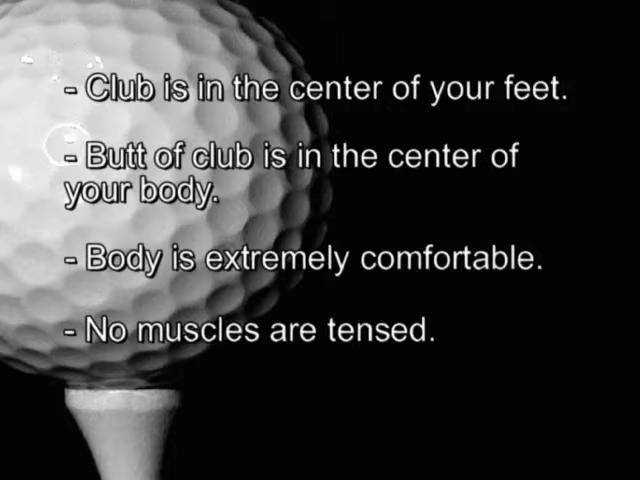 - Club is in the center of your feet.
- Butt of club is in the center of
your body.
- Body is extremely comfortable.
- No muscles are tensed.